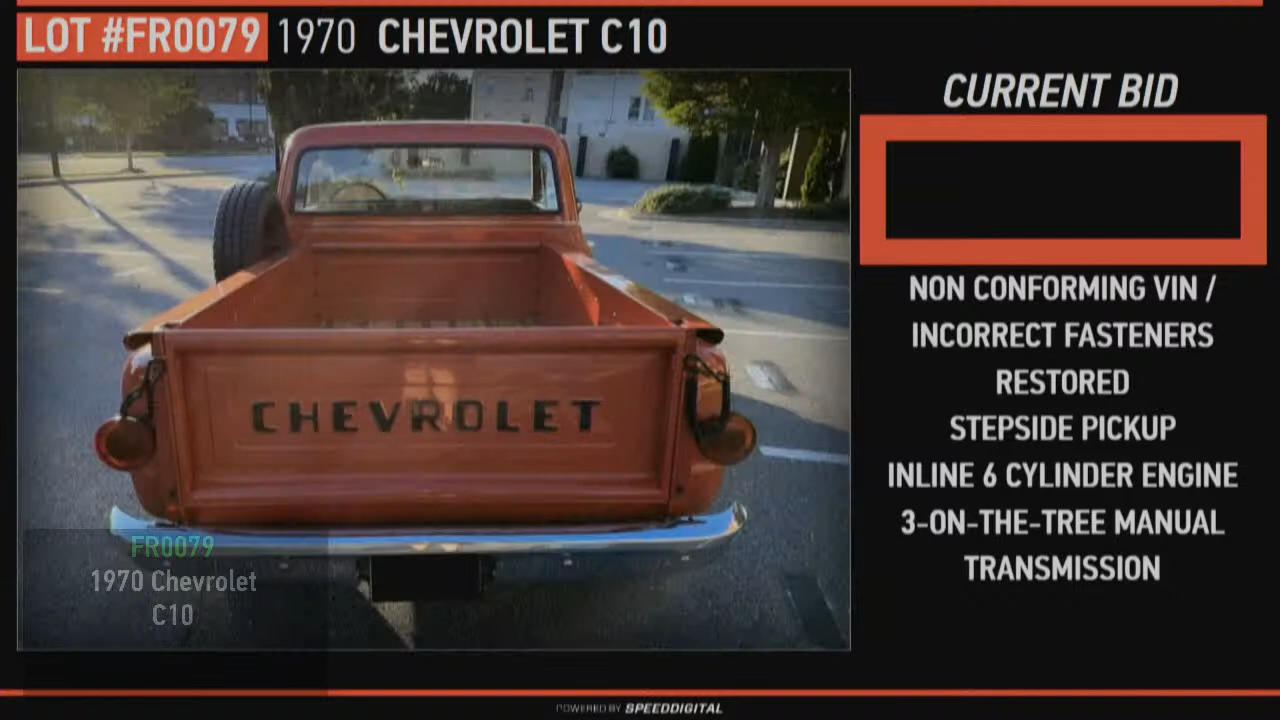 LOT #FR0079 1970 CHEVROLET C10
CURRENT BID
NON CONFORMING VIN /
INCORRECT FASTENERS
RESTORED
STEPSIDE PICKUP
INLINE 6 CYLINDER ENGINE
3-ON-THE-TREE MANUAL
TRANSMISSION
CHEVROLET
FR0079
1970 Chevrolet
C10
POWERED BY SPEEDDIGITAL